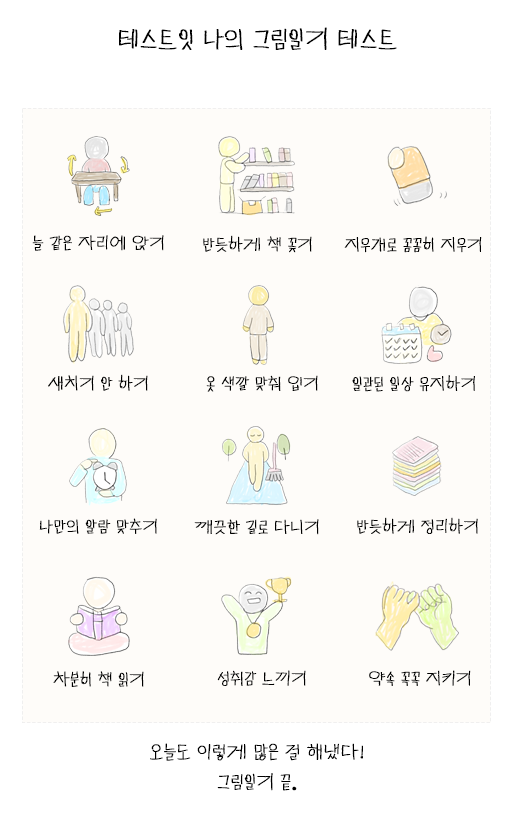 테스트잇 나의 그림일기 테스트
늘 같은 자리에 앉기
반듯하게 책 꽂기
지우개로 꼼꼼히 지우기
새치기 안 하기
옷 색깔 맞춰 입기
일관된 일상 유지하기
나만의 알람 맞추기
깨끗한 길로 다니기
반듯하게 정리하기
차분히 책 읽기
성취감 느끼기
약속 꼭꼭 지키기
오늘도 이렇게 많은 걸 해냈다!
그림일기 끝.